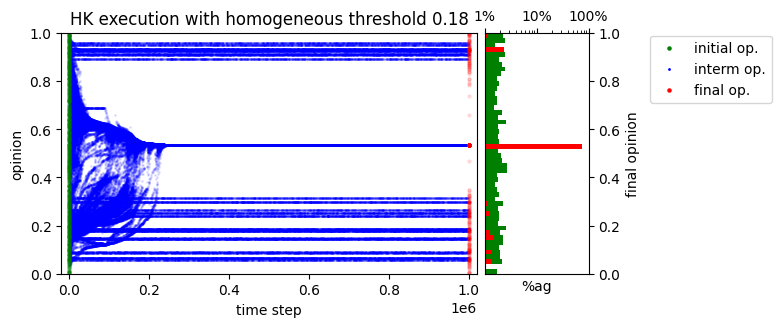 HK execution with homogeneous threshold 0.18
1% 10% 100%
1.0 1.0
0.8 0.8
0.6 0.6
0.4 0.4
0.2 0.2
0.0 0.0
opinion
final opinion
0.0 0.2 0.4 0.6 0.8 1.0
1e6
time step
%ag
initial op.
interm op.
final op.